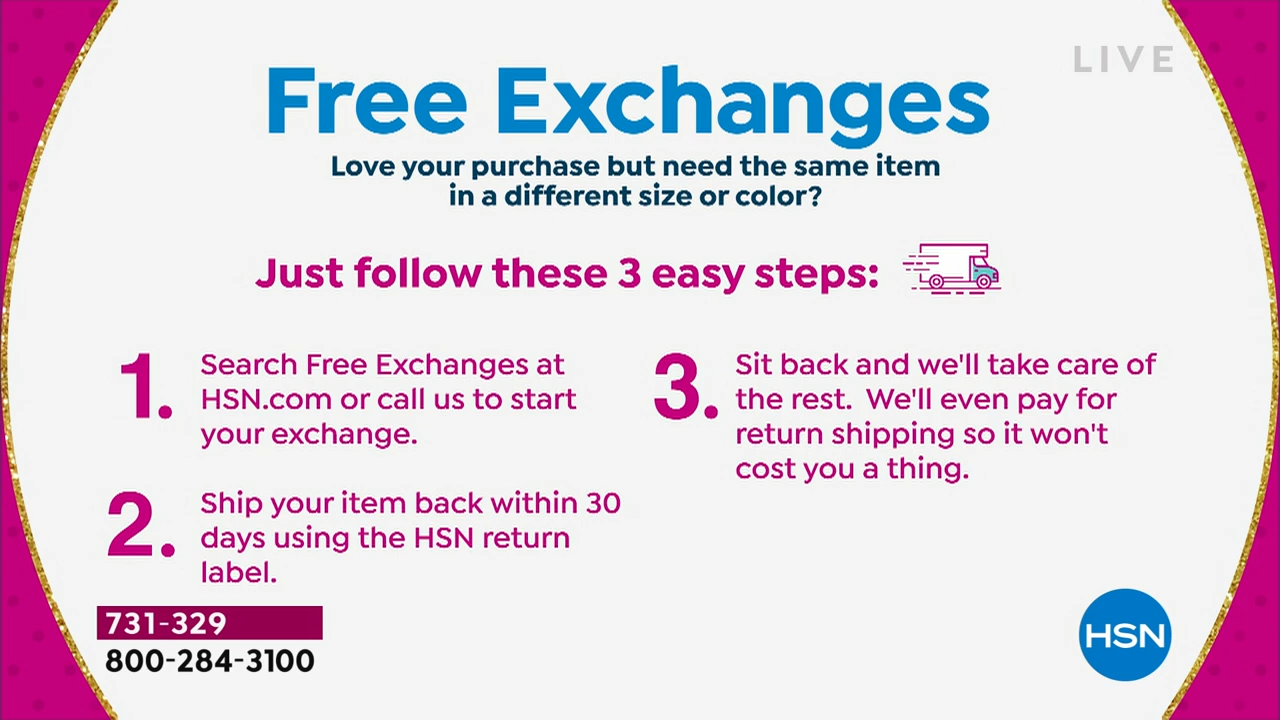 LIVE
Free Exchanges
Love your purchase but need the same item
in a different size or color?
Just follow these 3 easy steps:
1. Search Free Exchanges at
HSN.com or call us to start
your exchange.
2. Ship your item back within 30
days using the HSN return
label.
3. Sit back and we'll take care of
the rest. We'll even pay for
return shipping so it won't
cost you a thing.
731-329
800-284-3100
HSN